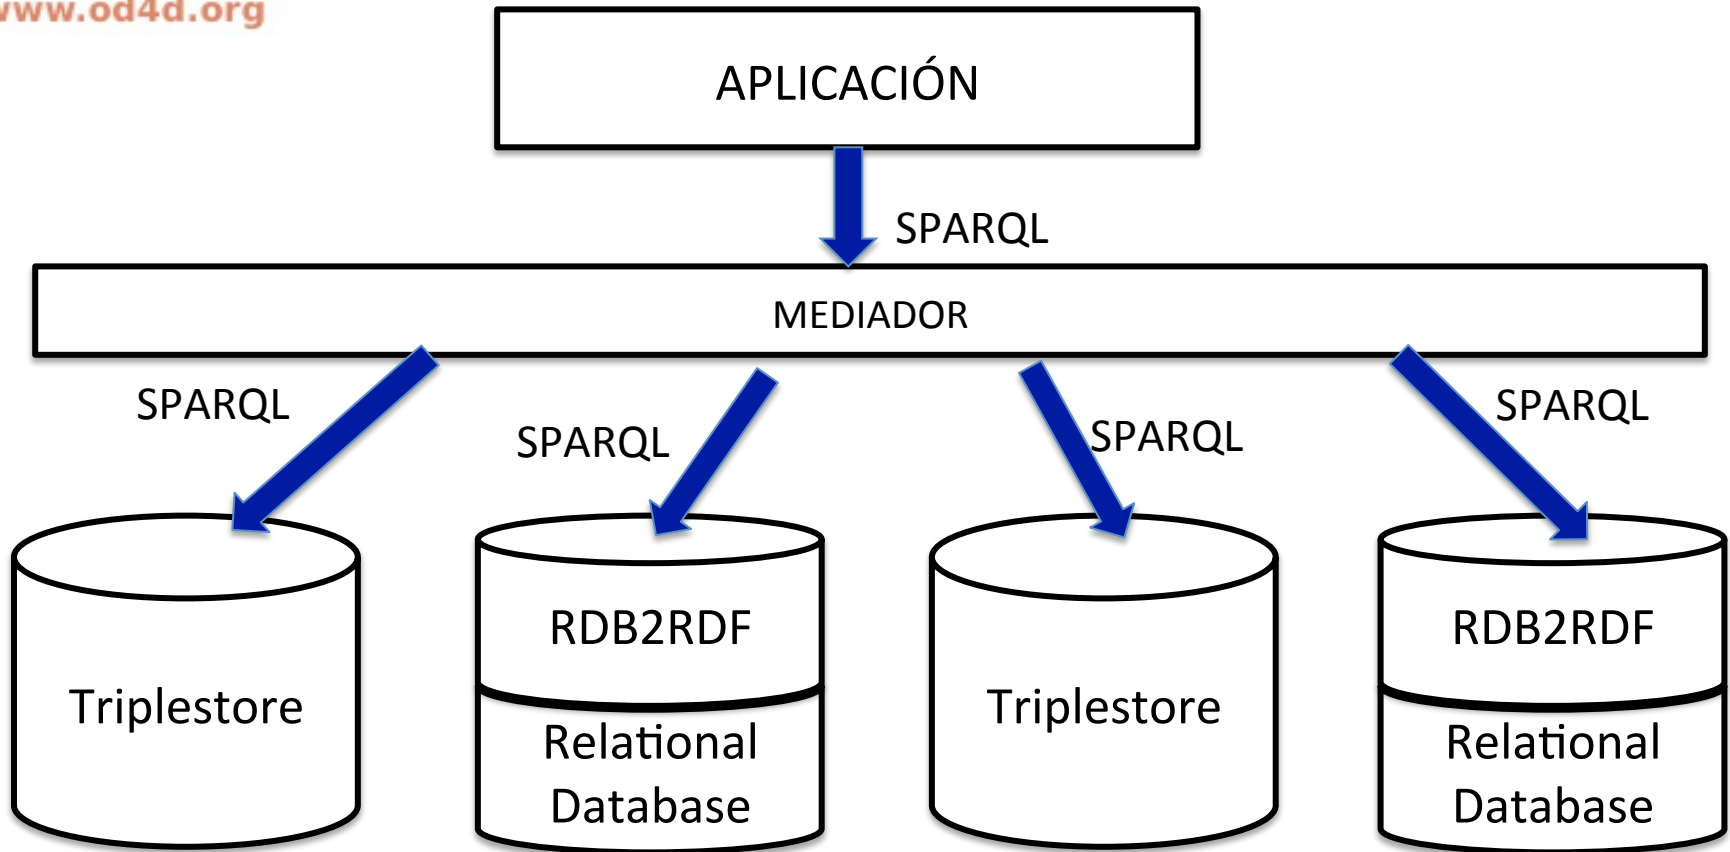 www.od4d.org
APLICACIÓN
SPARQL
MEDIADOR
SPARQL
SPARQL
SPARQL
SPARQL
Triplestore
RDB2RDF
Relational
Database
Triplestore
RDB2RDF
Relational
Database